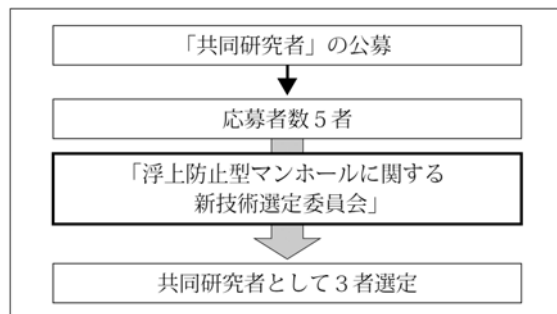 「共同研究者」の公募
応募者数５者
「浮上防止型マンホールに関する
新技術選定委員会」
共同研究者として３者選定